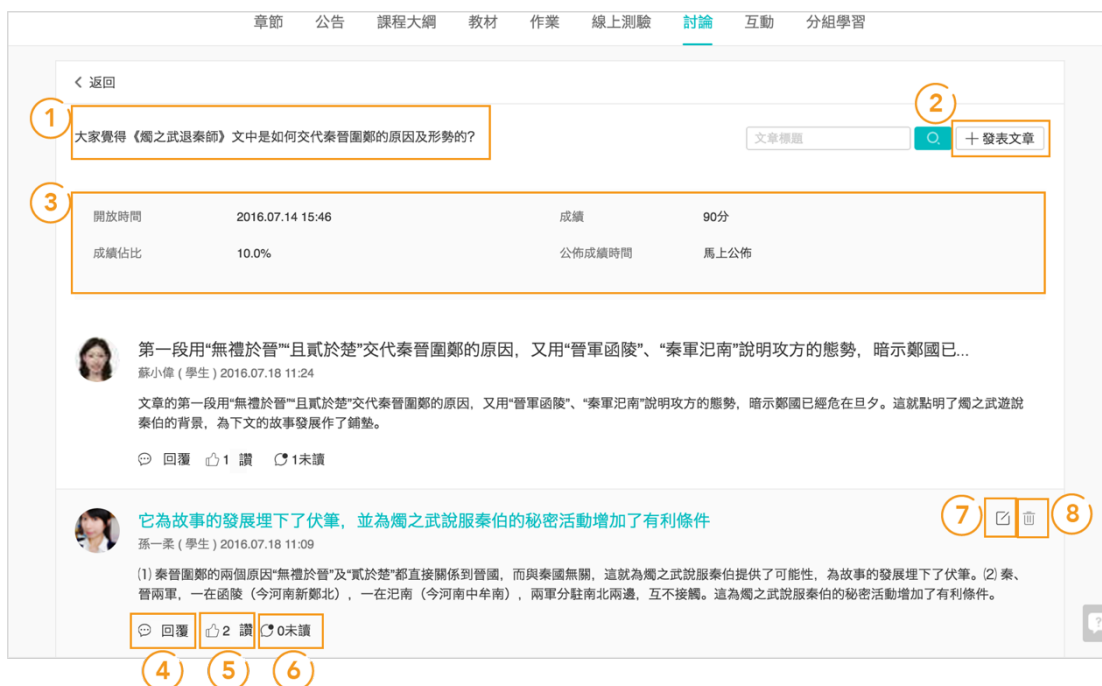 章節 公告 課程大綱 教材 作業 線上測驗 討論 互動 分組學習
返回
1
2
大家覺得《燭之武退秦師》文中是如何交代秦晉圍鄭的原因及形勢的?
文章標題
發表文章
3
開放時間 2016.07.14 15:46 成績 90分
成績佔比 10.0% 公佈成績時間 馬上公佈
第一段用“無禮於晉”“且貳於楚”交代秦晉圍鄭的原因，又用“晉軍函陵”、“秦軍氾南”說明攻方的態勢，暗示鄭國已...
蘇小偉 ( 學生 ) 2016.07.18 11:24
文章的第一段用“無禮於晉”“且貳於楚”交代秦晉圍鄭的原因，又用“晉軍函陵”、“秦軍氾南”說明攻方的態勢，暗示鄭國已經危在旦夕。這就點明了燭之武遊說
秦伯的背景，為下文的故事發展作了鋪墊。
回覆 1 讚 1未讀
它為故事的發展埋下了伏筆，並為燭之武說服秦伯的秘密活動增加了有利條件
7
8
孫一柔 ( 學生 ) 2016.07.18 11:09
(1) 秦晉圍鄭的兩個原因“無禮於晉”及“貳於楚”都直接關係到晉國，而與秦國無關，這就為燭之武說服秦伯提供了可能性，為故事的發展埋下了伏筆。(2) 秦、
晉兩軍，一在函陵（今河南新鄭北），一在氾南（今河南中牟南），兩軍分駐南北兩邊，互不接觸。這為燭之武說服秦伯的秘密活動增加了有利條件。
回覆 2 讚 0未讀
?
4 5 6